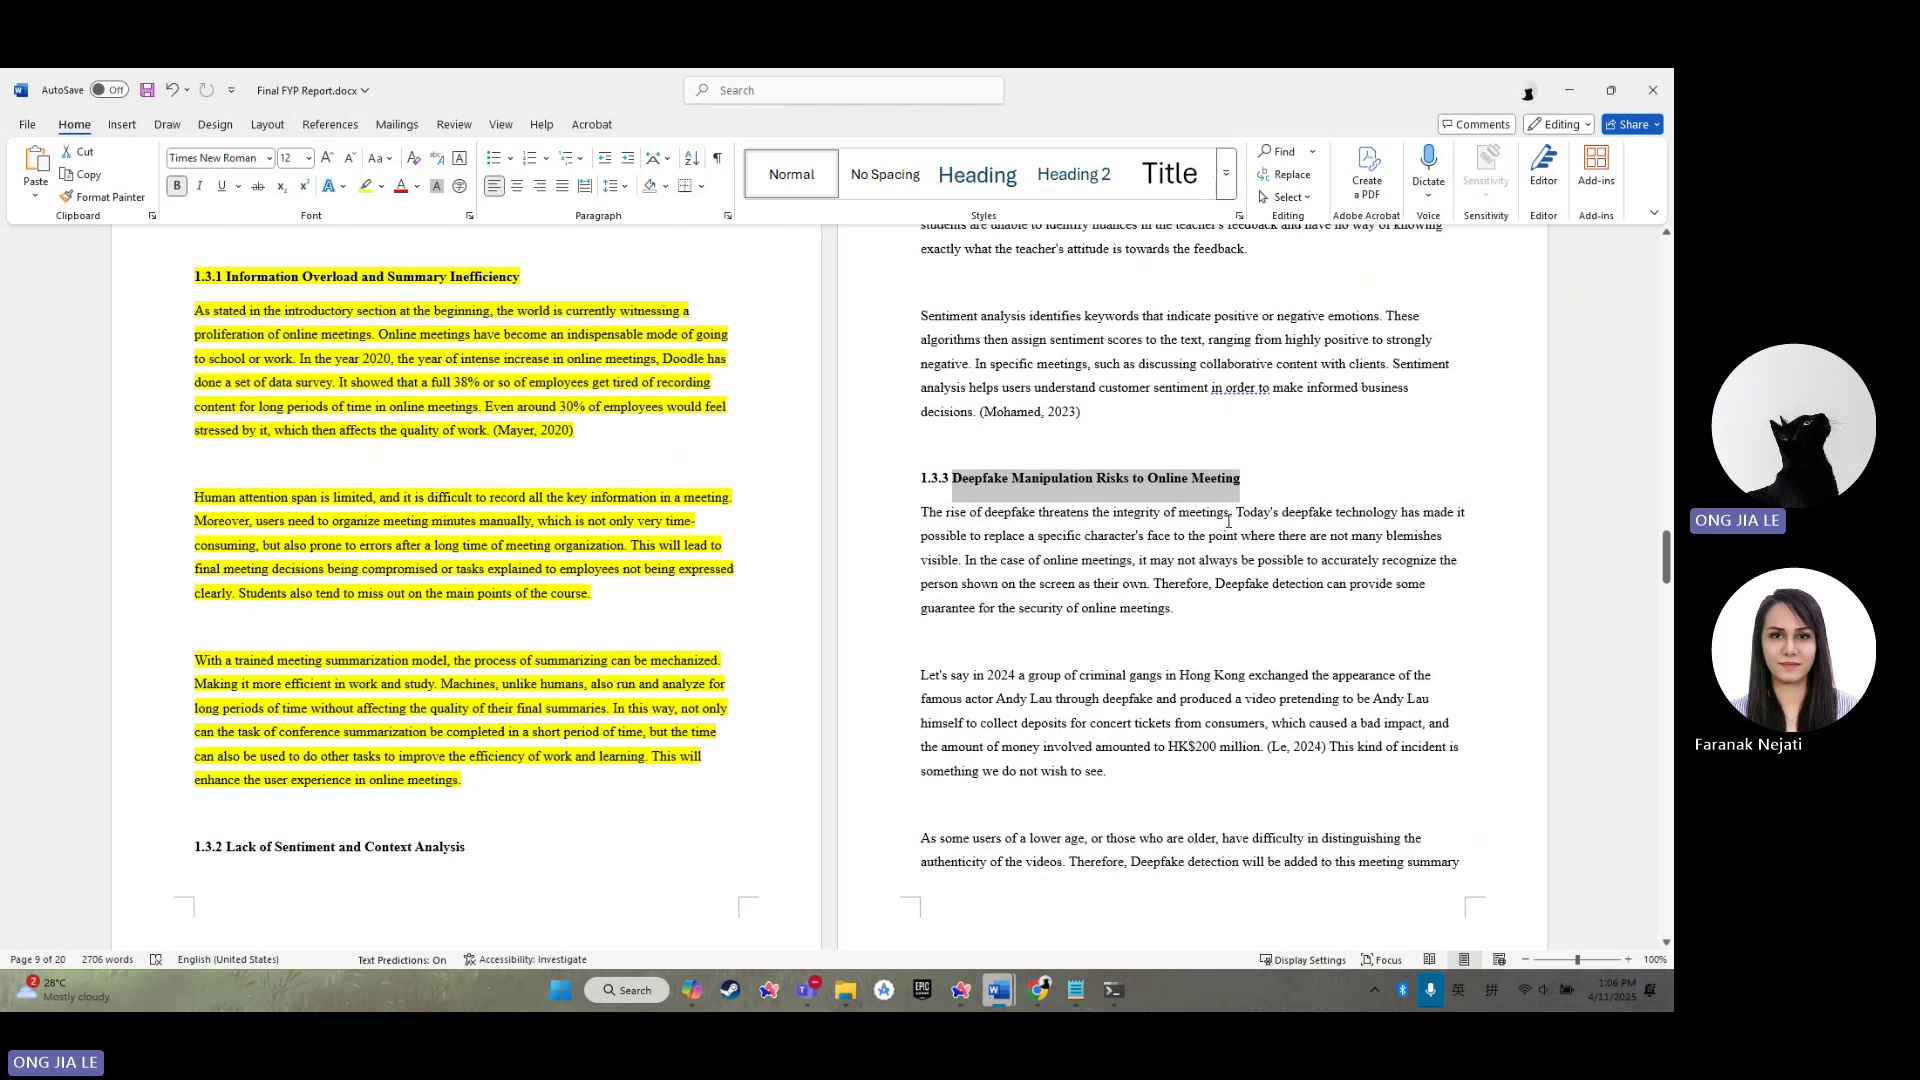 AutoSave Off Final FYP Report.docx Search
File Home Insert Draw Design Layout References Mailings Review View Help Acrobat Comments Editing Share
Paste Cut Copy Format Painter
Times New Roman 12 Aa
B I U ab
Normal No Spacing Heading Heading 2 Title
Find Replace Select
Create a PDF Dictate Sensitivity Editor Add-ins
Clipboard Font Paragraph Styles Editing Adobe Acrobat Voice Sensitivity Editor Add-ins
1.3.1 Information Overload and Summary Inefficiency
As stated in the introductory section at the beginning, the world is currently witnessing a
proliferation of online meetings. Online meetings have become an indispensable mode of going
to school or work. In the year 2020, the year of intense increase in online meetings, Doodle has
done a set of data survey. It showed that a full 38% or so of employees get tired of recording
content for long periods of time in online meetings. Even around 30% of employees would feel
stressed by it, which then affects the quality of work. (Mayer, 2020)
Human attention span is limited, and it is difficult to record all the key information in a meeting.
Moreover, users need to organize meeting minutes manually, which is not only very time-
consuming, but also prone to errors after a long time of meeting organization. This will lead to
final meeting decisions being compromised or tasks explained to employees not being expressed
clearly. Students also tend to miss out on the main points of the course.
With a trained meeting summarization model, the process of summarizing can be mechanized.
Making it more efficient in work and study. Machines, unlike humans, also run and analyze for
long periods of time without affecting the quality of their final summaries. In this way, not only
can the task of conference summarization be completed in a short period of time, but the time
can also be used to do other tasks to improve the efficiency of work and learning. This will
enhance the user experience in online meetings.
1.3.2 Lack of Sentiment and Context Analysis
students are unable to identify nuances in the teacher's feedback and have no way of knowing
exactly what the teacher's attitude is towards the feedback.
Sentiment analysis identifies keywords that indicate positive or negative emotions. These
algorithms then assign sentiment scores to the text, ranging from highly positive to strongly
negative. In specific meetings, such as discussing collaborative content with clients. Sentiment
analysis helps users understand customer sentiment in order to make informed business
decisions. (Mohamed, 2023)
1.3.3 Deepfake Manipulation Risks to Online Meeting
The rise of deepfake threatens the integrity of meetings. Today's deepfake technology has made it
possible to replace a specific character's face to the point where there are not many blemishes
visible. In the case of online meetings, it may not always be possible to accurately recognize the
person shown on the screen as their own. Therefore, Deepfake detection can provide some
guarantee for the security of online meetings.
Let's say in 2024 a group of criminal gangs in Hong Kong exchanged the appearance of the
famous actor Andy Lau through deepfake and produced a video pretending to be Andy Lau
himself to collect deposits for concert tickets from consumers, which caused a bad impact, and
the amount of money involved amounted to HK$200 million. (Le, 2024) This kind of incident is
something we do not wish to see.
As some users of a lower age, or those who are older, have difficulty in distinguishing the
authenticity of the videos. Therefore, Deepfake detection will be added to this meeting summary
Page 9 of 20 2706 words English (United States) Text Predictions: On Accessibility: Investigate Display Settings Focus 100%
2 28°C
Mostly cloudy
Search
EPIC GAMES
英 拼
1:06 PM
4/11/2025
ONG JIA LE
Faranak Nejati
ONG JIA LE